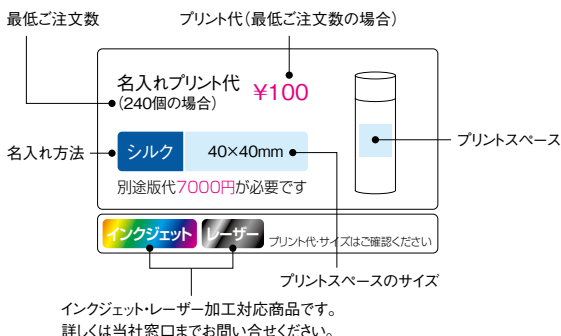 最低ご注文数
プリント代（最低ご注文数の場合）
名入れプリント代 ¥100
（240個の場合）
名入れ方法
シルク 40×40mm
プリントスペース
別途版代7000円が必要です
インクジェット レーザー プリント代・サイズはご確認ください
プリントスペースのサイズ
インクジェット・レーザー加工対応商品です。
詳しくは当社窓口までお問い合せください。